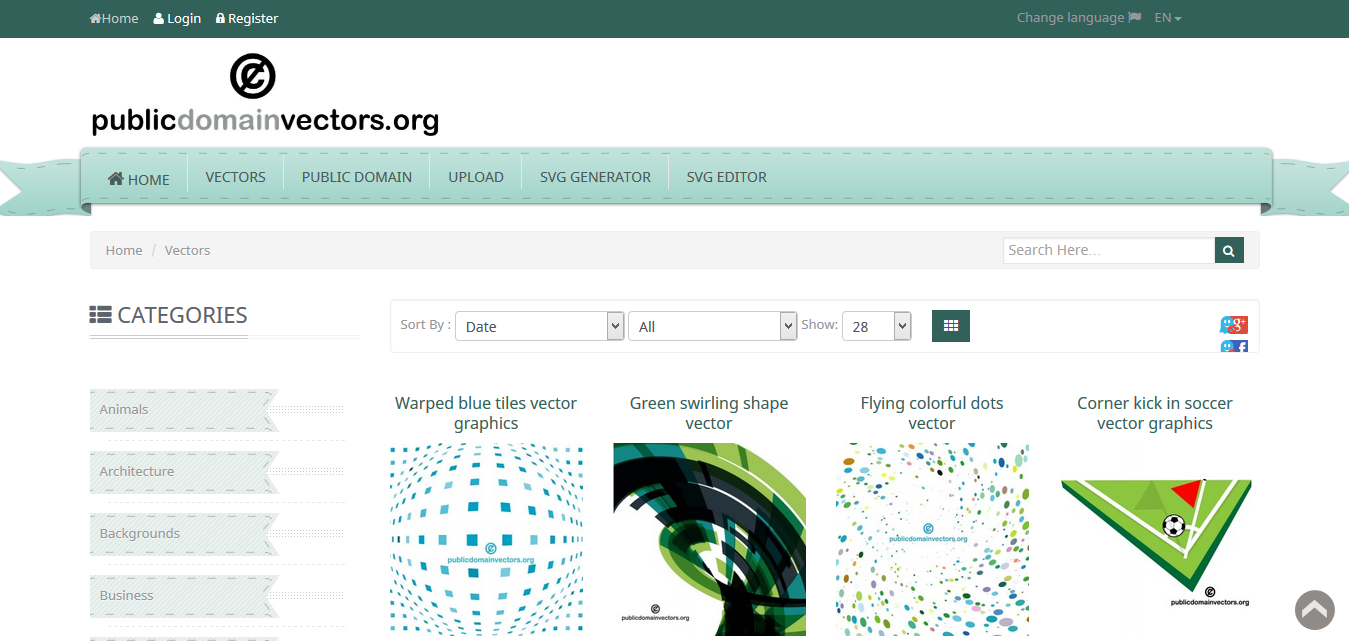 Home Login Register
Change language EN
publicdomainvectors.org
HOME VECTORS PUBLIC DOMAIN UPLOAD SVG GENERATOR SVG EDITOR
Home / Vectors
Search Here...
CATEGORIES
Sort By : Date All Show: 28
g+
f
Animals
Architecture
Backgrounds
Business
Warped blue tiles vector
graphics
publicdomainvectors.org
Green swirling shape
vector
publicdomainvectors.org
Flying colorful dots
vector
publicdomainvectors.org
Corner kick in soccer
vector graphics
publicdomainvectors.org